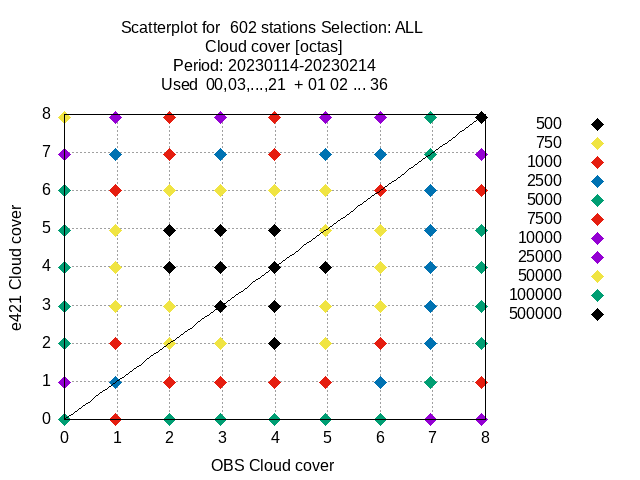 Scatterplot for  602 stations Selection: ALL
Cloud cover [octas]
Period: 20230114-20230214
Used  00,03,...,21  + 01 02 ... 36
8
7
6
5
4
3
2
1
0
e421 Cloud cover
0 1 2 3 4 5 6 7 8
OBS Cloud cover
500
750
1000
2500
5000
7500
10000
25000
50000
100000
500000